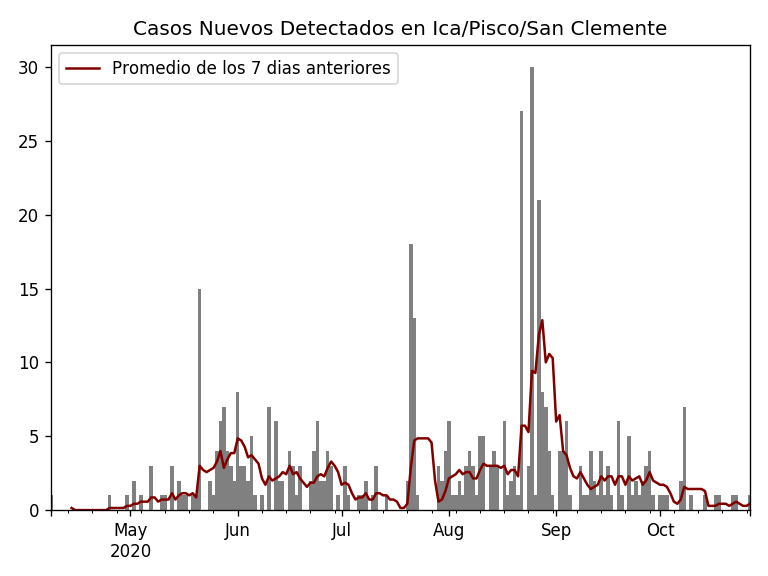 Casos Nuevos Detectados en Ica/Pisco/San Clemente
Promedio de los 7 dias anteriores
30
25
20
15
10
5
0
May Jun Jul Aug Sep Oct
2020